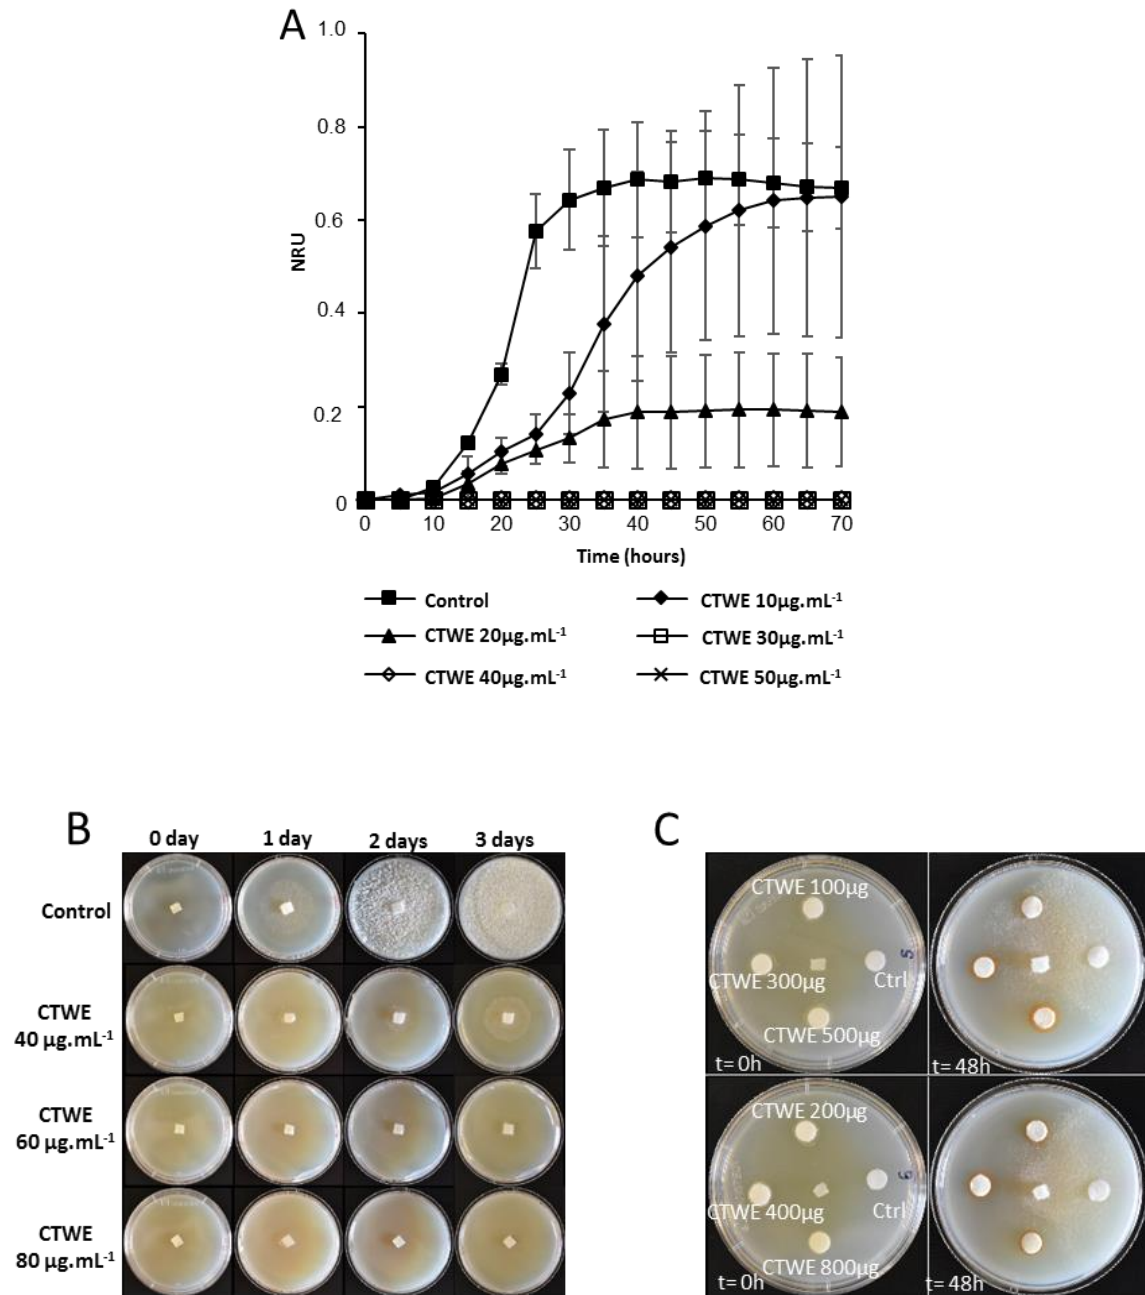 A
1.0
0.8
0.6
0.4
0.2
0
NRU
0 10 20 30 40 50 60 70
Time (hours)
Control CTWE 10µg.mL⁻¹
CTWE 20µg.mL⁻¹ CTWE 30µg.mL⁻¹
CTWE 40µg.mL⁻¹ CTWE 50µg.mL⁻¹
B
0 day 1 day 2 days 3 days
Control
CTWE
40 µg.mL⁻¹
CTWE
60 µg.mL⁻¹
CTWE
80 µg.mL⁻¹
C
CTWE 100µg
5
CTWE 300µg Ctrl
CTWE 500µg
t= 0h t= 48h
CTWE 200µg
6
CTWE 400µg Ctrl
CTWE 800µg
t= 0h t= 48h